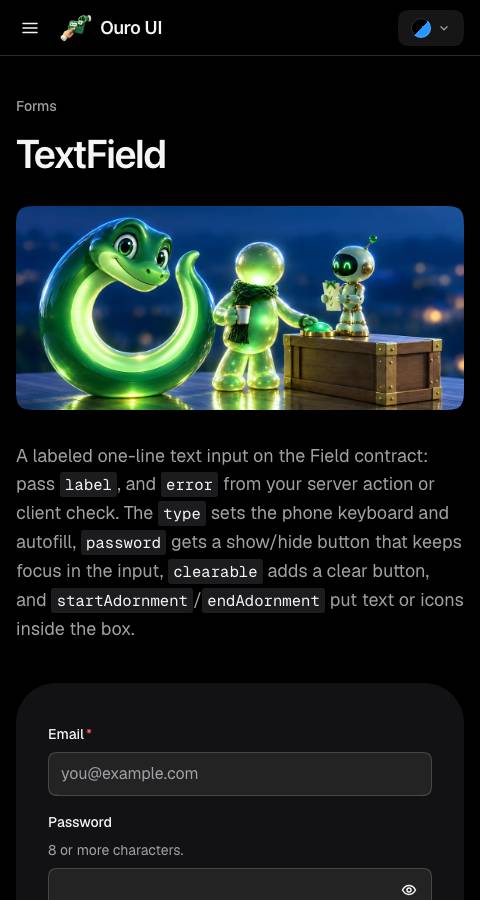 Ouro UI
Forms
TextField
A labeled one-line text input on the Field contract:
pass label, and error from your server action or
client check. The type sets the phone keyboard and
autofill, password gets a show/hide button that keeps
focus in the input, clearable adds a clear button,
and startAdornment/endAdornment put text or icons
inside the box.
Email*
you@example.com
Password
8 or more characters.